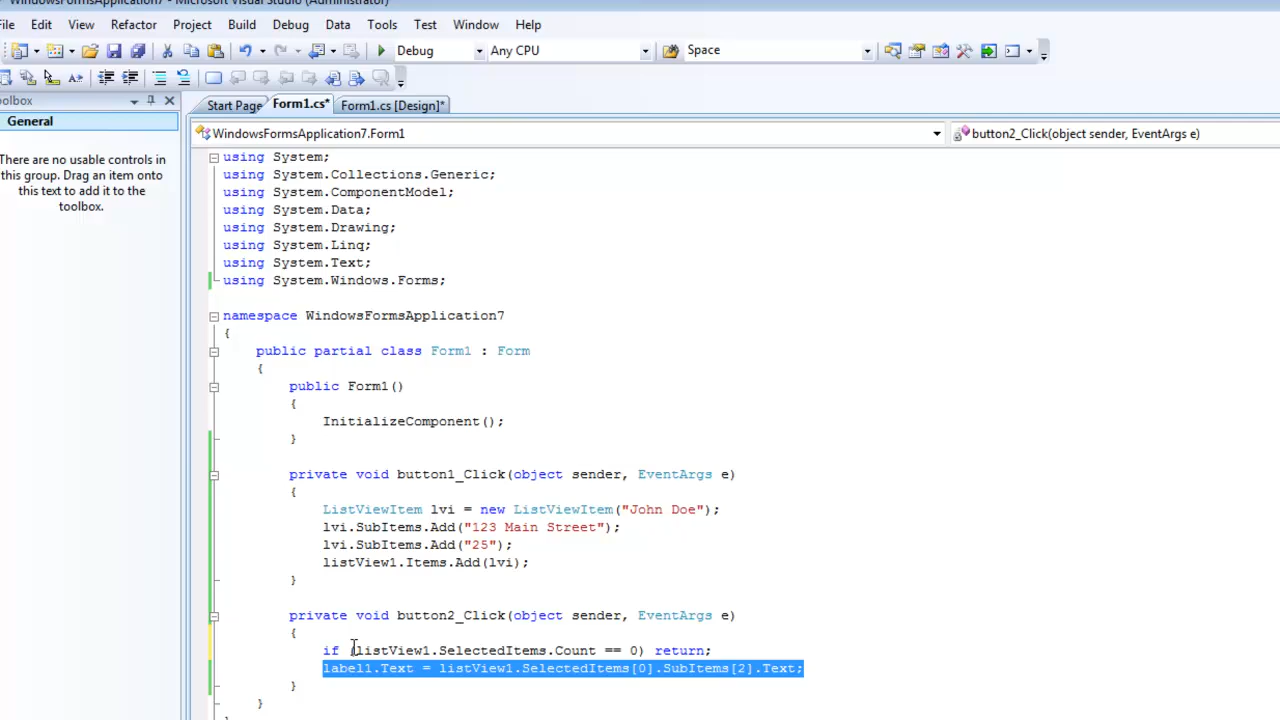 WindowsFormsApplication7 - Microsoft Visual Studio (Administrator)
File Edit View Refactor Project Build Debug Data Tools Test Window Help
Debug Any CPU Space
Toolbox
General
There are no usable controls in
this group. Drag an item onto
this text to add it to the
toolbox.
Start Page Form1.cs* Form1.cs [Design]*
WindowsFormsApplication7.Form1 button2_Click(object sender, EventArgs e)
using System;
using System.Collections.Generic;
using System.ComponentModel;
using System.Data;
using System.Drawing;
using System.Linq;
using System.Text;
using System.Windows.Forms;
namespace WindowsFormsApplication7
{
public partial class Form1 : Form
{
public Form1()
{
InitializeComponent();
}
private void button1_Click(object sender, EventArgs e)
{
ListViewItem lvi = new ListViewItem("John Doe");
lvi.SubItems.Add("123 Main Street");
lvi.SubItems.Add("25");
listView1.Items.Add(lvi);
}
private void button2_Click(object sender, EventArgs e)
{
if (listView1.SelectedItems.Count == 0) return;
label1.Text = listView1.SelectedItems[0].SubItems[2].Text;
}
}
}